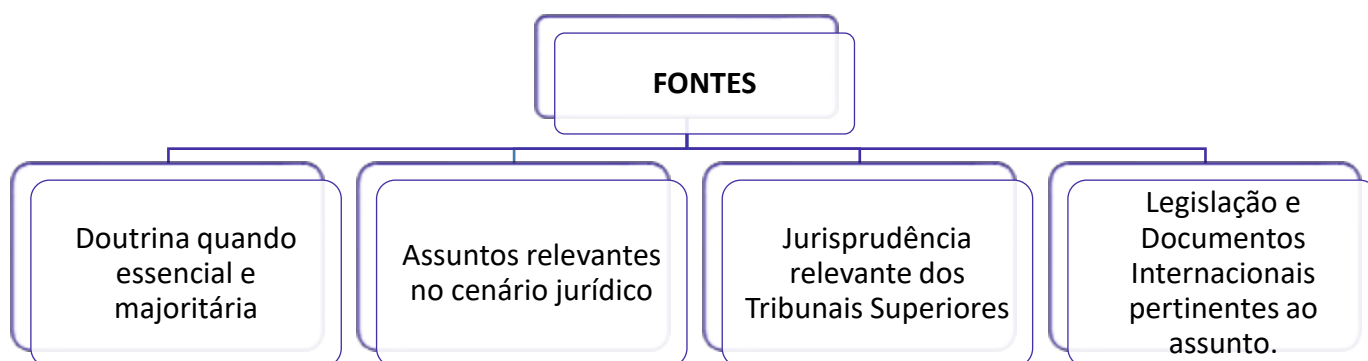 FONTES
Doutrina quando
essencial e
majoritária
Assuntos relevantes
no cenário jurídico
Jurisprudência
relevante dos
Tribunais Superiores
Legislação e
Documentos
Internacionais
pertinentes ao
assunto.